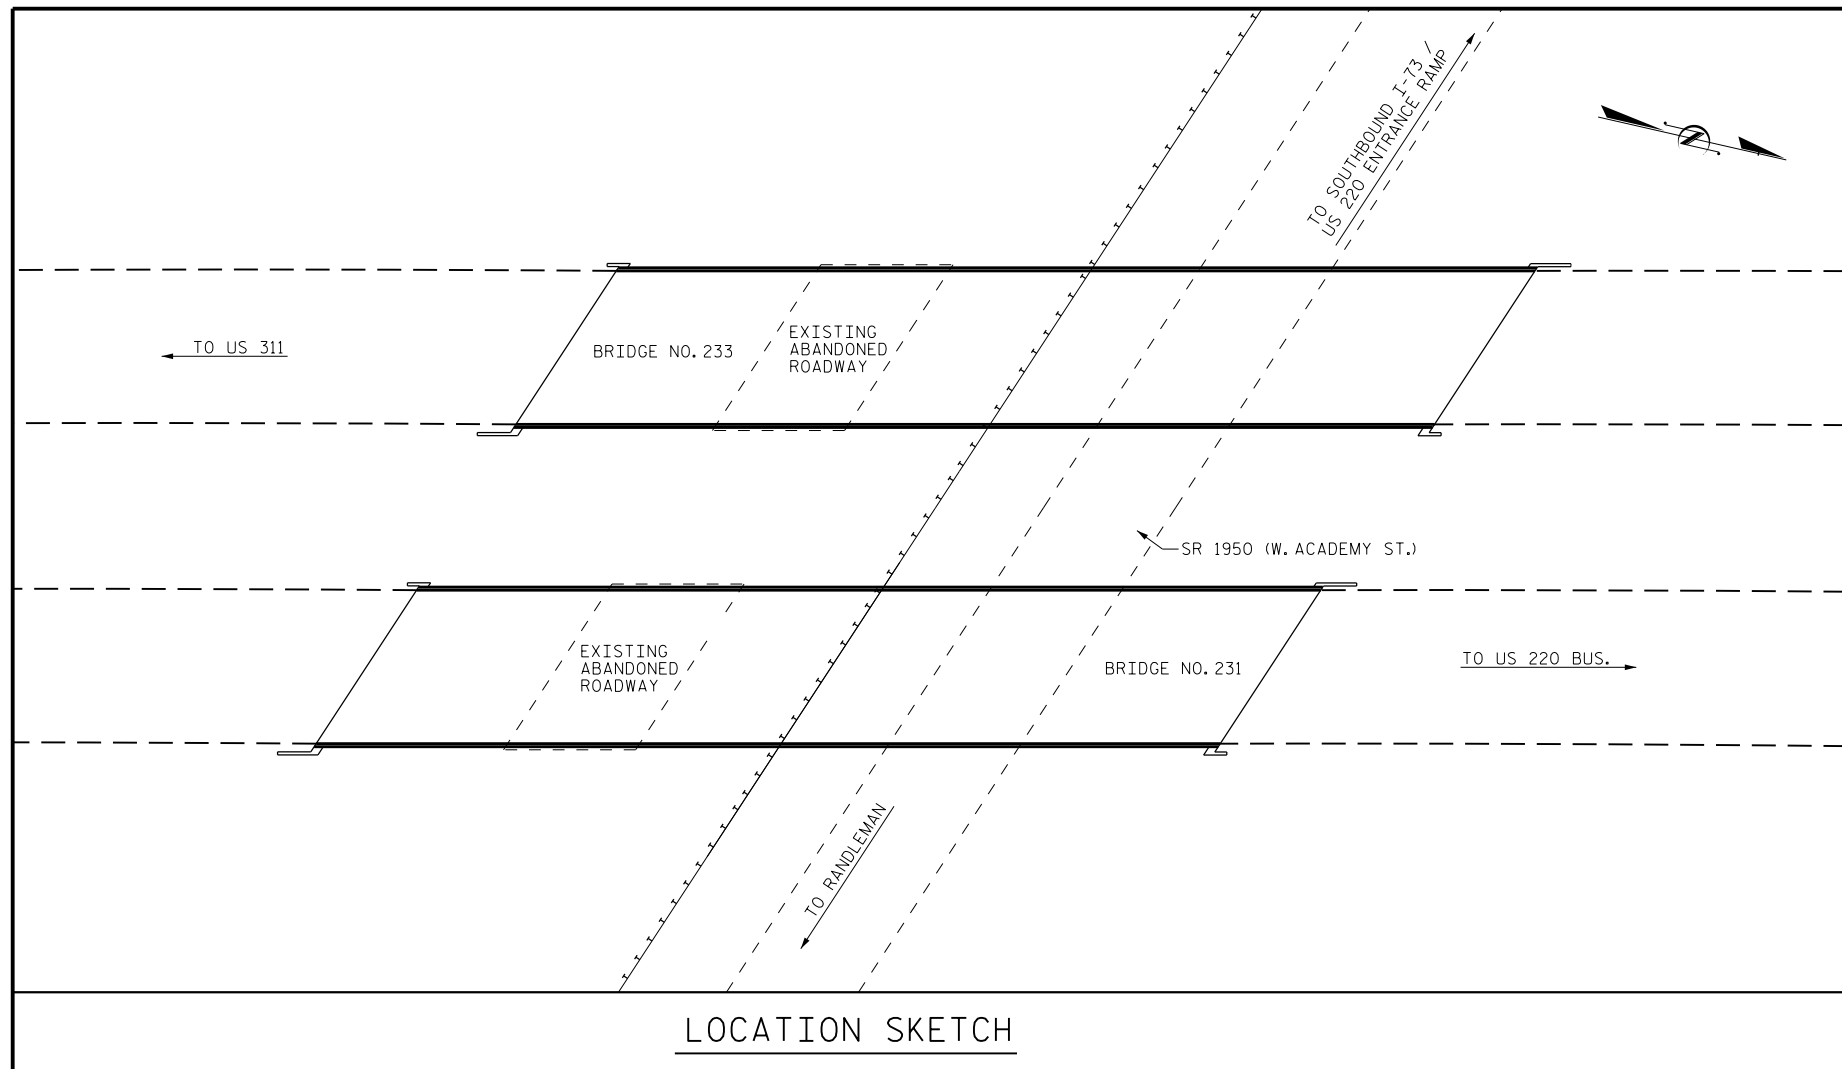 TO SOUTHBOUND I-73 /
US 220 ENTRANCE RAMP
N
TO US 311
BRIDGE NO. 233
EXISTING
ABANDONED
ROADWAY
SR 1950 (W. ACADEMY ST.)
EXISTING
ABANDONED
ROADWAY
BRIDGE NO. 231
TO US 220 BUS.
TO RANDLEMAN
LOCATION SKETCH